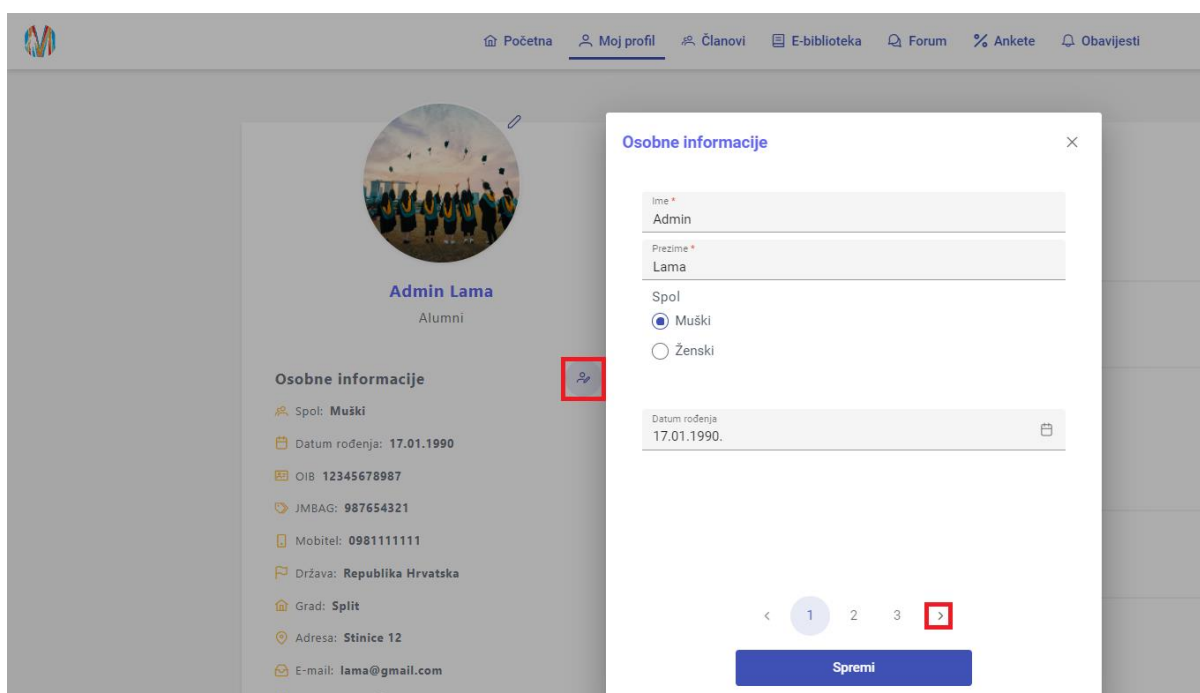 Početna Moj profil Članovi E-biblioteka Forum Ankete Obavijesti
Admin Lama
Alumni
Osobne informacije
Spol: Muški
Datum rođenja: 17.01.1990
OIB 12345678987
JMBAG: 987654321
Mobitel: 0981111111
Država: Republika Hrvatska
Grad: Split
Adresa: Stinice 12
E-mail: lama@gmail.com
Osobne informacije
Ime *
Admin
Prezime *
Lama
Spol
Muški
Ženski
Datum rođenja
17.01.1990.
< 1 2 3 >
Spremi